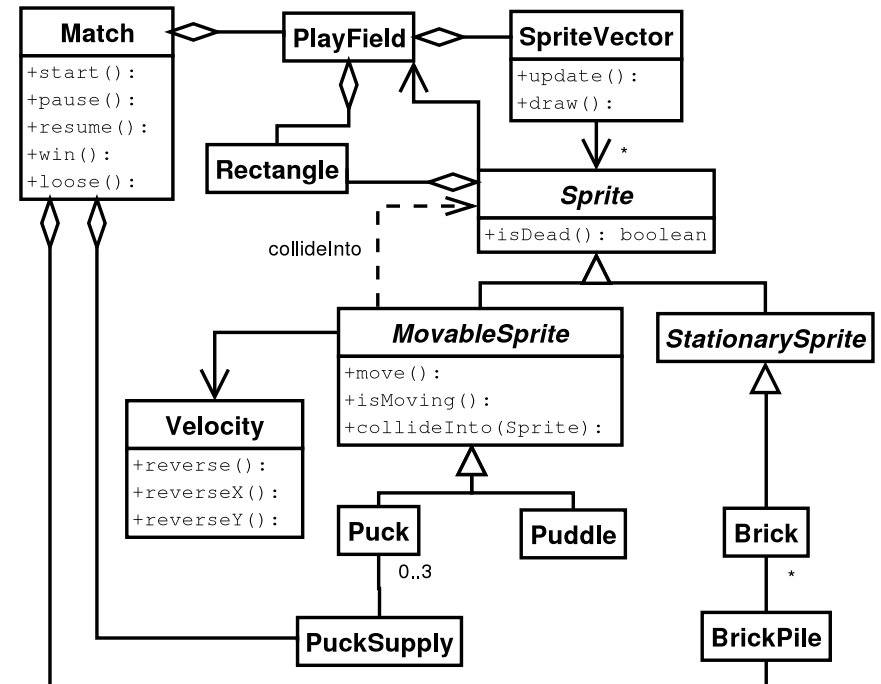 Match
+start():
+pause():
+resume():
+win():
+loose():
PlayField
SpriteVector
+update():
+draw():
*
Rectangle
Sprite
+isDead(): boolean
collideInto
MovableSprite
+move():
+isMoving():
+collideInto(Sprite):
StationarySprite
Velocity
+reverse():
+reverseX():
+reverseY():
Puck
0..3
Puddle
Brick
*
PuckSupply
BrickPile